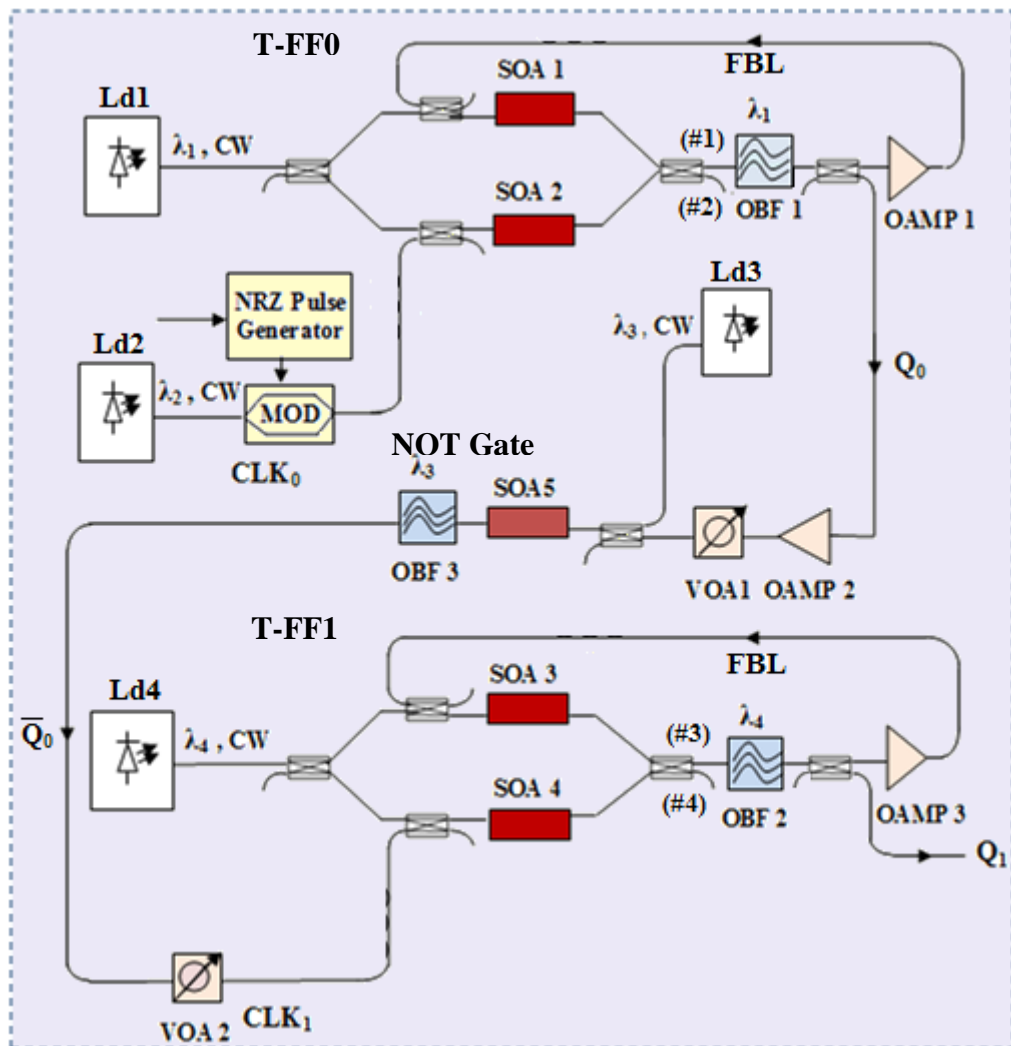 T-FF0
FBL
SOA 1
Ld1
λ1 , CW
(#1)
λ1
SOA 2
(#2)
OBF 1
OAMP 1
Ld3
NRZ Pulse
Generator
λ3 , CW
Ld2
Q0
λ2 , CW
MOD
NOT Gate
CLK0
λ3
SOA5
OBF 3
VOA1
OAMP 2
T-FF1
FBL
SOA 3
Ld4
Q̅0
λ4 , CW
(#3)
λ4
SOA 4
(#4)
OBF 2
OAMP 3
Q1
CLK1
VOA 2